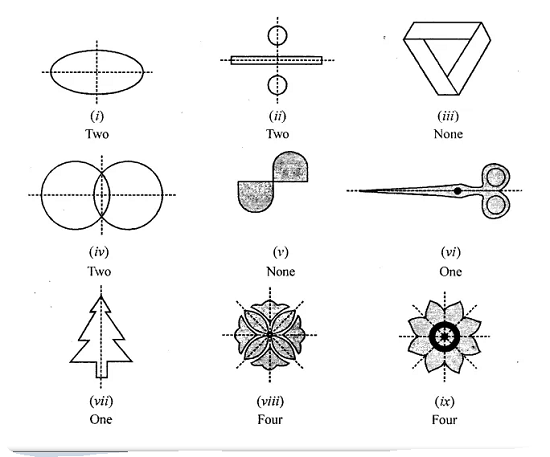 (i)
Two
(ii)
Two
(iii)
None
(iv)
Two
(v)
None
(vi)
One
(vii)
One
(viii)
Four
(ix)
Four